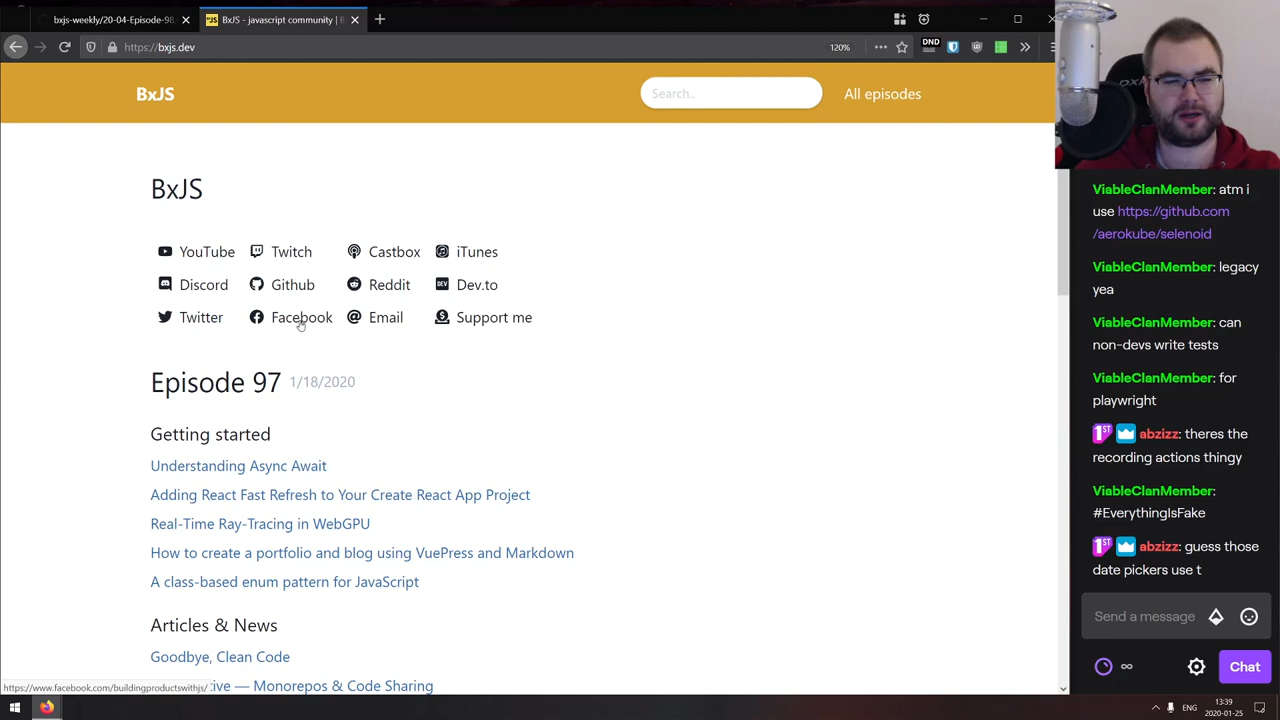 bxjs-weekly/20-04-Episode-98.
BxJS - javascript community |
https://bxjs.dev
120%
DND
BxJS
Search..
All episodes
BxJS
YouTube
Twitch
Castbox
iTunes
Discord
Github
Reddit
Dev.to
Twitter
Facebook
Email
Support me
Episode 97 1/18/2020
Getting started
Understanding Async Await
Adding React Fast Refresh to Your Create React App Project
Real-Time Ray-Tracing in WebGPU
How to create a portfolio and blog using VuePress and Markdown
A class-based enum pattern for JavaScript
Articles & News
Goodbye, Clean Code
:ive — Monorepos & Code Sharing
https://www.facebook.com/buildingproductswithjs/
ViableClanMember: atm i
use https://github.com
/aerokube/selenoid
ViableClanMember: legacy
yea
ViableClanMember: can
non-devs write tests
ViableClanMember: for
playwright
abzizz: theres the
recording actions thingy
ViableClanMember:
#EverythingIsFake
abzizz: guess those
date pickers use t
Send a message
Chat
ENG
13:39
2020-01-25